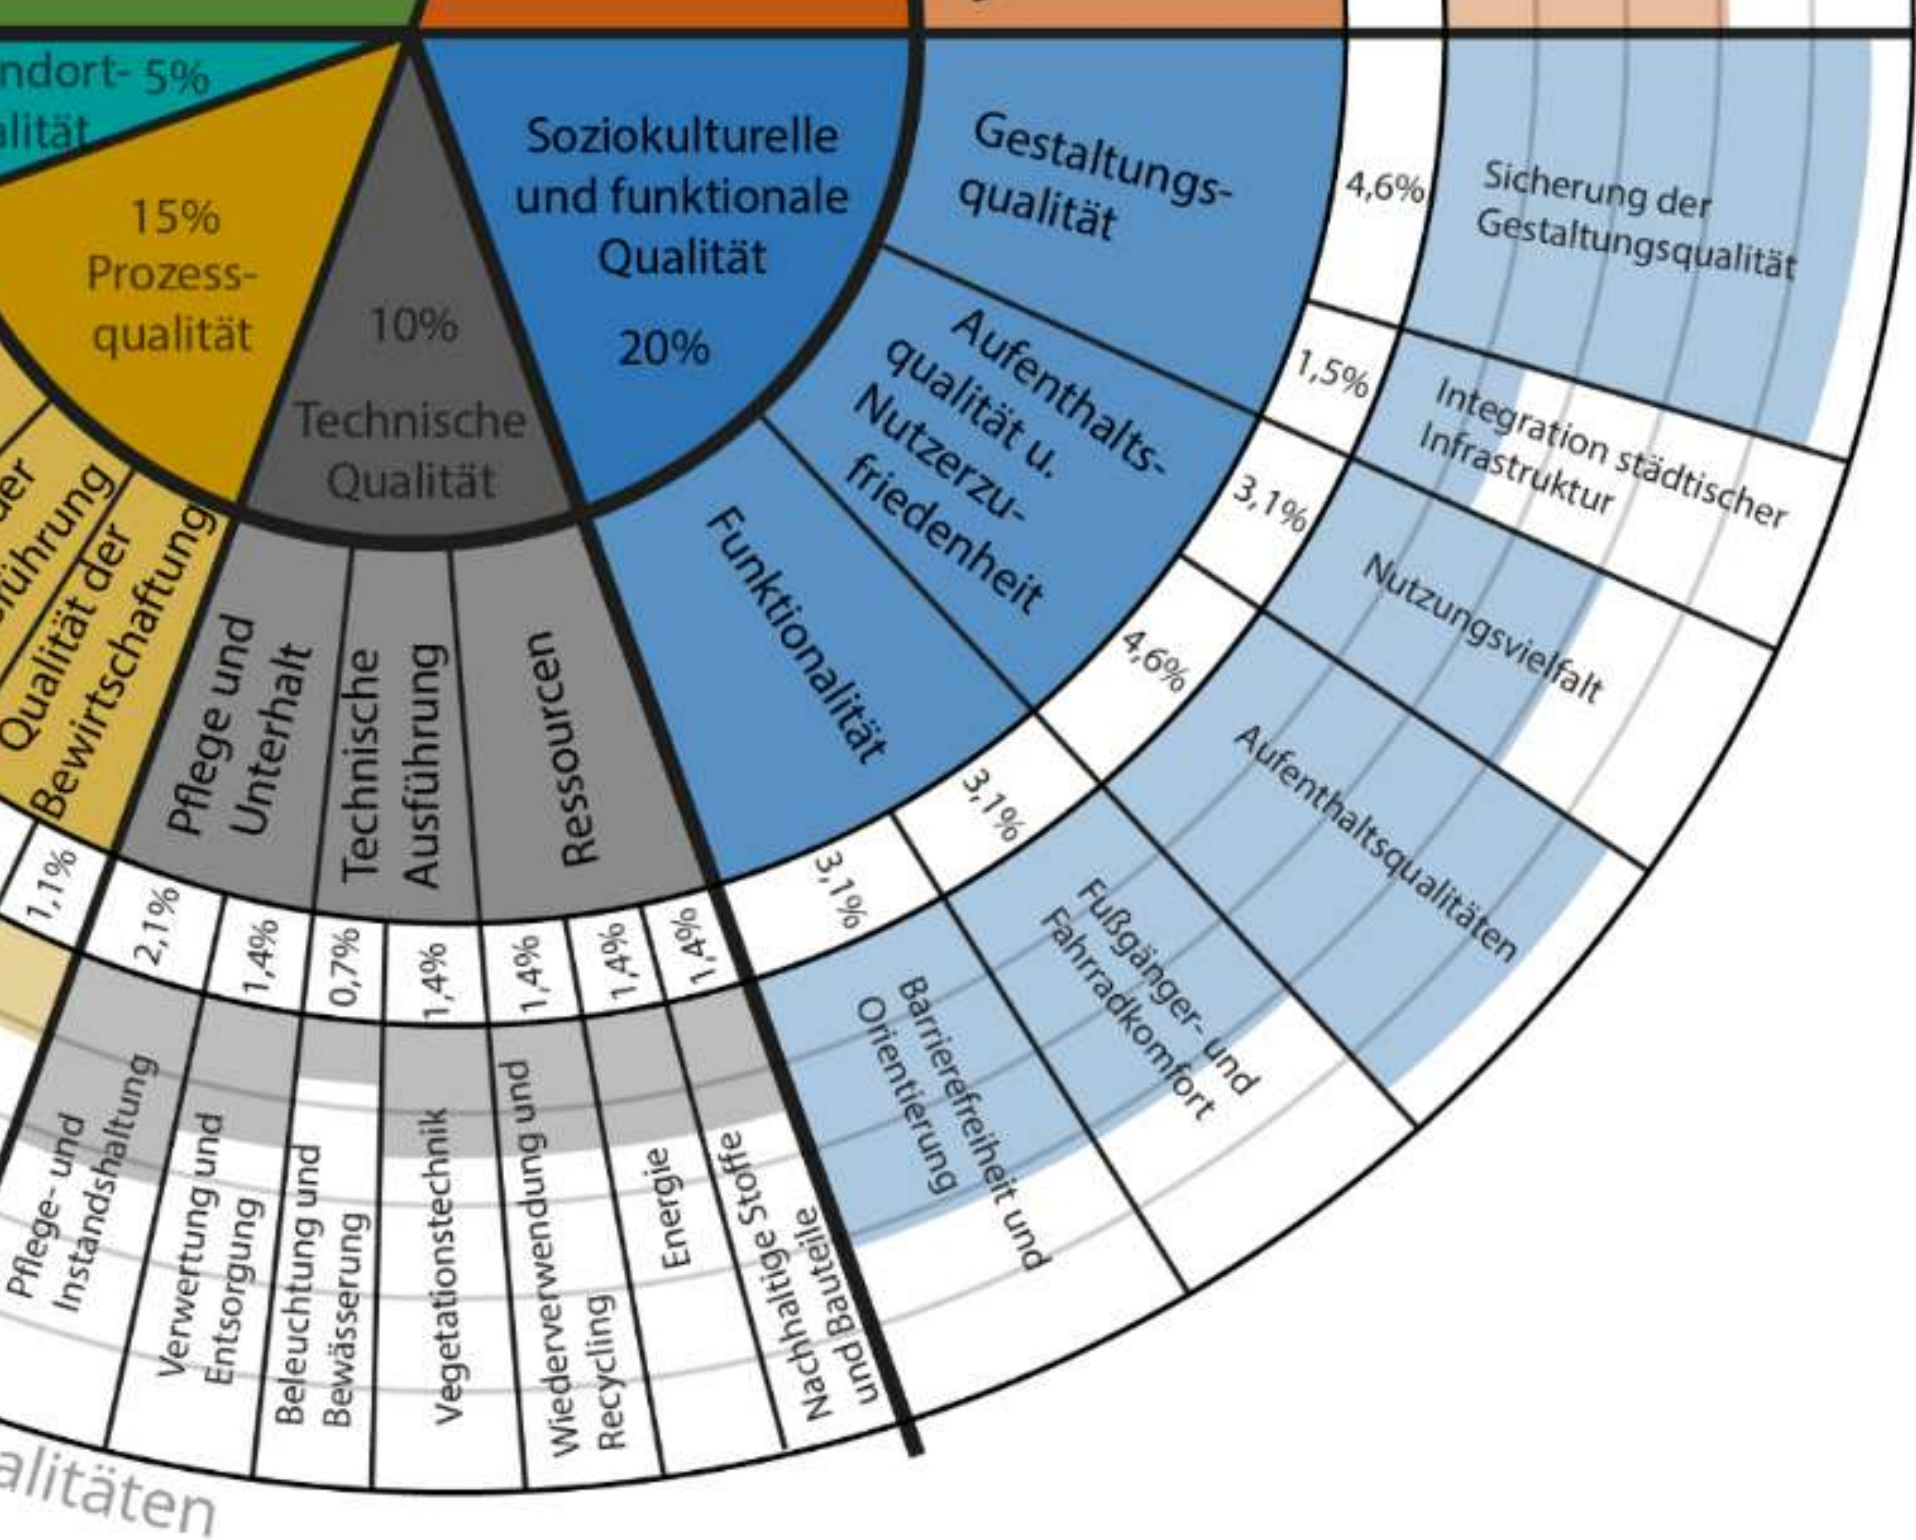 ndort- 5%
alität
15%
Prozess-
qualität
10%
Technische
Qualität
Soziokulturelle
und funktionale
Qualität
20%
Gestaltungs-
qualität
Aufenthalts-
qualität u.
Nutzerzu-
friedenheit
Funktionalität
Ressourcen
Technische
Ausführung
Pflege und
Unterhalt
Qualität der
Bewirtschaftung
der
rührung
4,6%
1,5%
3,1%
4,6%
3,1%
3,1%
1,4%
1,4%
1,4%
1,4%
0,7%
1,4%
2,1%
1,1%
Sicherung der
Gestaltungsqualität
Integration städtischer
Infrastruktur
Nutzungsvielfalt
Aufenthaltsqualitäten
Fußgänger- und
Fahrradkomfort
Barrierefreiheit und
Orientierung
Nachhaltige Stoffe
und Bauteile
Energie
Wiederverwendung und
Recycling
Vegetationstechnik
Beleuchtung und
Bewässerung
Verwertung und
Entsorgung
Pflege- und
Instandshaltung
alitäten